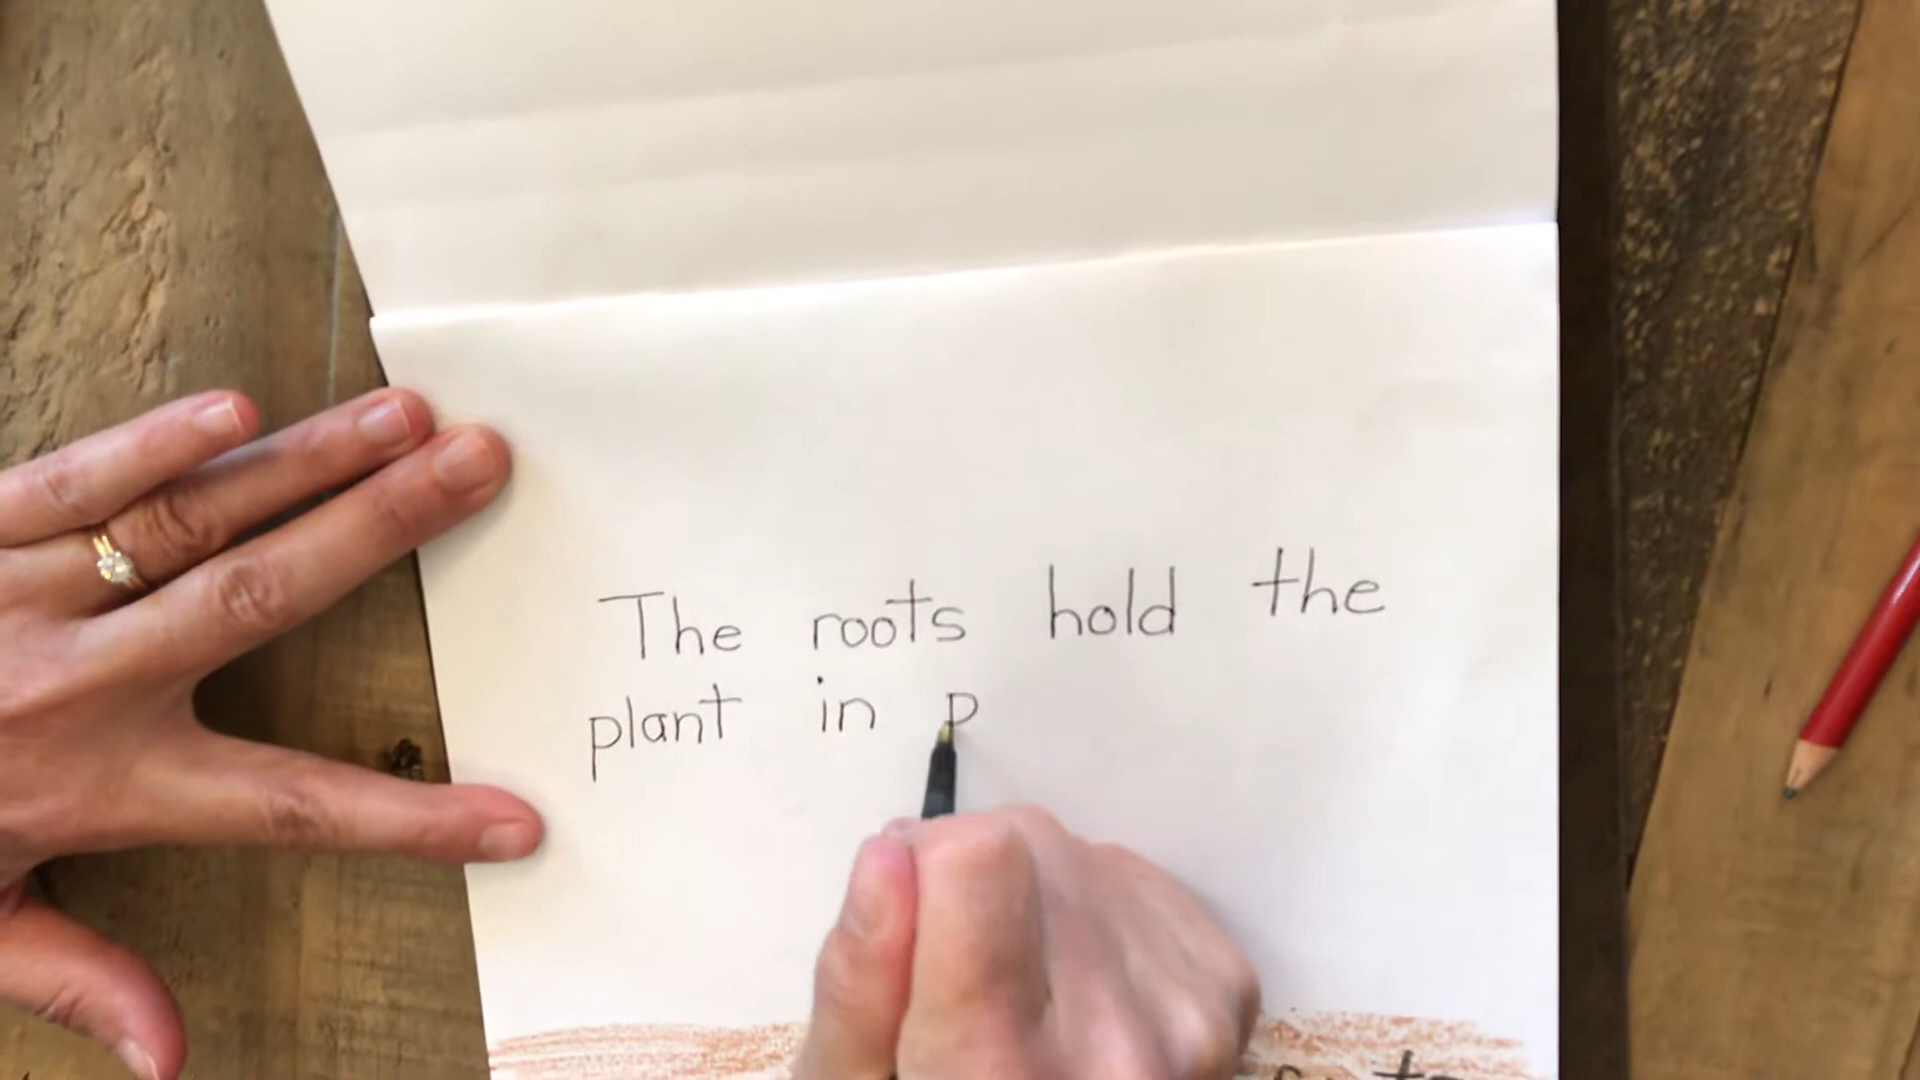 The roots hold the
plant in p